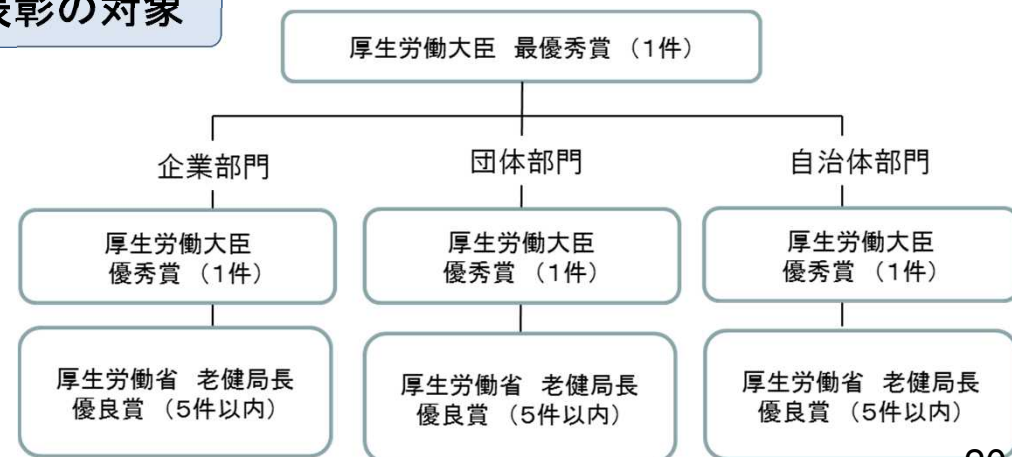 表彰の対象
厚生労働大臣 最優秀賞 （1件）
企業部門
団体部門
自治体部門
厚生労働大臣
優秀賞 （1件）
厚生労働大臣
優秀賞 （1件）
厚生労働大臣
優秀賞 （1件）
厚生労働省 老健局長
優良賞 （5件以内）
厚生労働省 老健局長
優良賞 （5件以内）
厚生労働省 老健局長
優良賞 （5件以内）